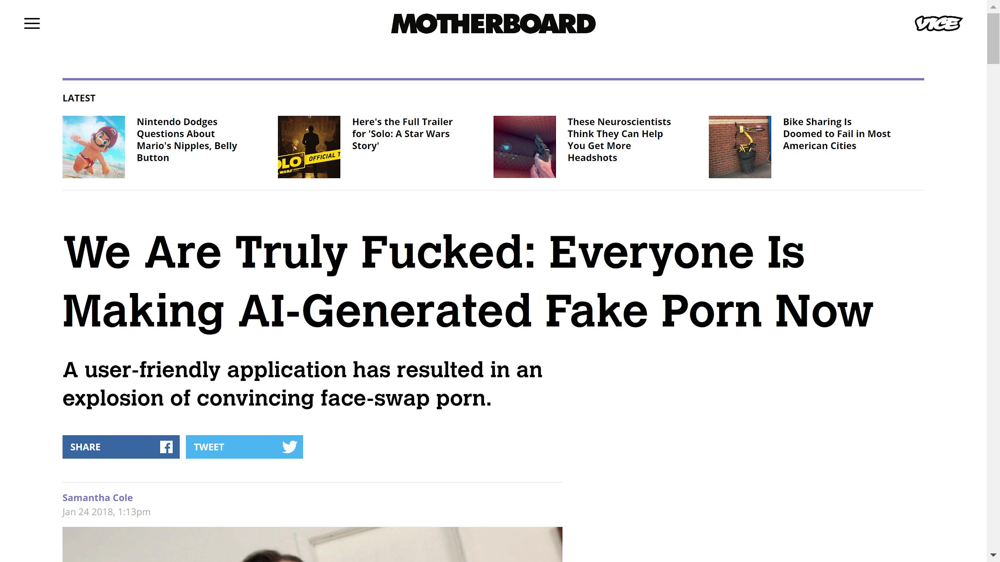 MOTHERBOARD
VICE
LATEST
Nintendo Dodges
Questions About
Mario's Nipples, Belly
Button
OLO
WARS STORY
OFFICIAL T
Here's the Full Trailer
for 'Solo: A Star Wars
Story'
These Neuroscientists
Think They Can Help
You Get More
Headshots
Bike Sharing Is
Doomed to Fail in Most
American Cities
We Are Truly Fucked: Everyone Is
Making AI-Generated Fake Porn Now
A user-friendly application has resulted in an
explosion of convincing face-swap porn.
SHARE
TWEET
Samantha Cole
Jan 24 2018, 1:13pm